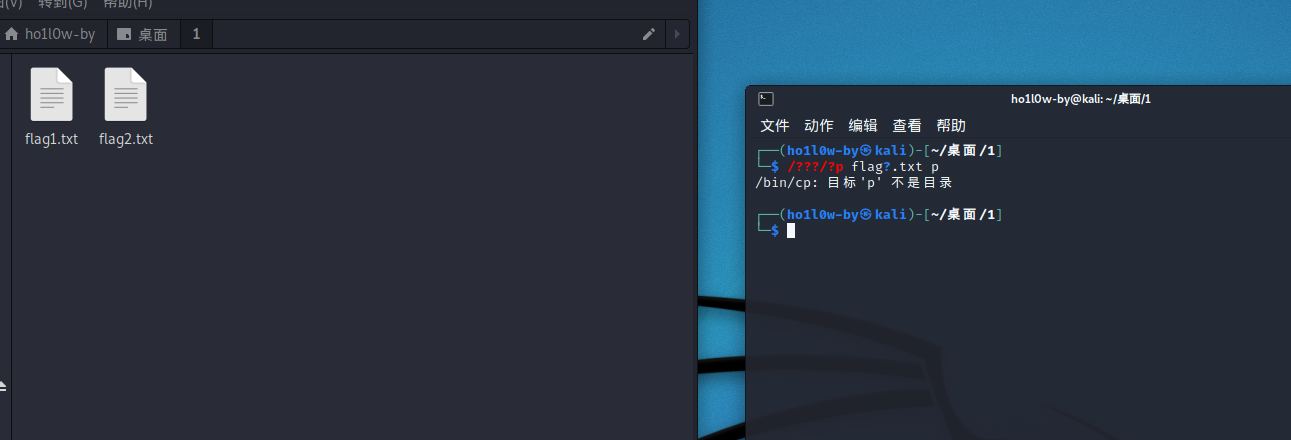 转到(G) 帮助(H)
ho1l0w-by 桌面 1
flag1.txt flag2.txt
ho1l0w-by@kali: ~/桌面/1
文件 动作 编辑 查看 帮助
┌──(ho1l0w-by㉿kali)-[~/桌面/1]
└─$ /???/?p flag?.txt p
/bin/cp: 目标'p' 不是目录
┌──(ho1l0w-by㉿kali)-[~/桌面/1]
└─$